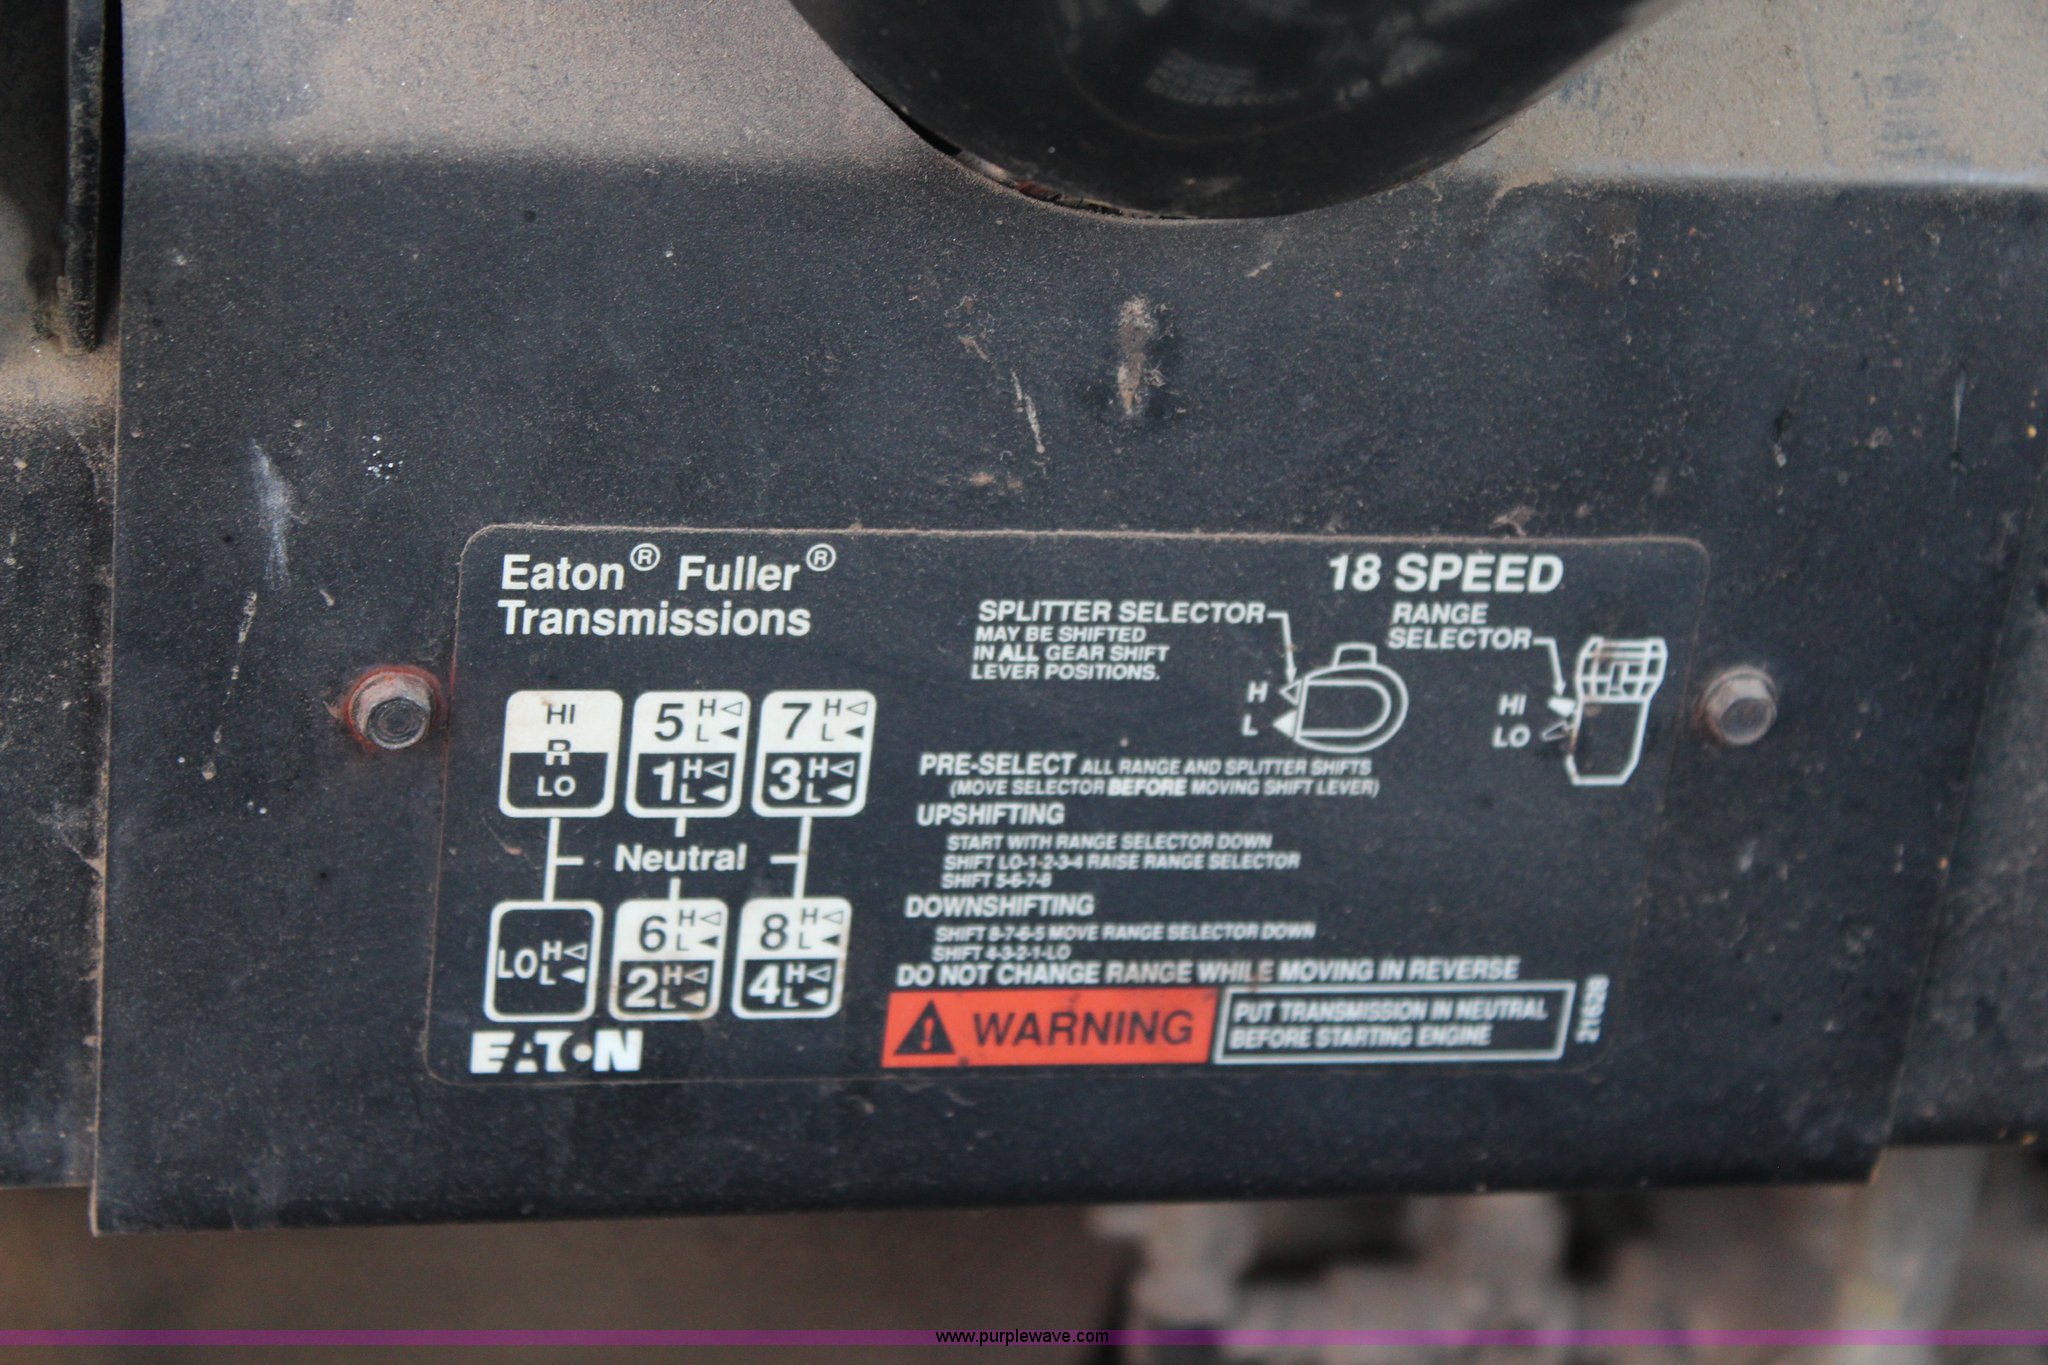 Eaton® Fuller®
Transmissions
18 SPEED
SPLITTER SELECTOR
MAY BE SHIFTED
IN ALL GEAR SHIFT
LEVER POSITIONS.
H
L
RANGE
SELECTOR
HI
LO
HI
R
LO
5 H L
1 H L
7 H L
3 H L
Neutral
LO H L
6 H L
2 H L
8 H L
4 H L
EATON
PRE-SELECT ALL RANGE AND SPLITTER SHIFTS
(MOVE SELECTOR BEFORE MOVING SHIFT LEVER)
UPSHIFTING
START WITH RANGE SELECTOR DOWN
SHIFT LO-1-2-3-4 RAISE RANGE SELECTOR
SHIFT 5-6-7-8
DOWNSHIFTING
SHIFT 8-7-6-5 MOVE RANGE SELECTOR DOWN
SHIFT 4-3-2-1-LO
DO NOT CHANGE RANGE WHILE MOVING IN REVERSE
WARNING
PUT TRANSMISSION IN NEUTRAL
BEFORE STARTING ENGINE
21628
www.purplewave.com